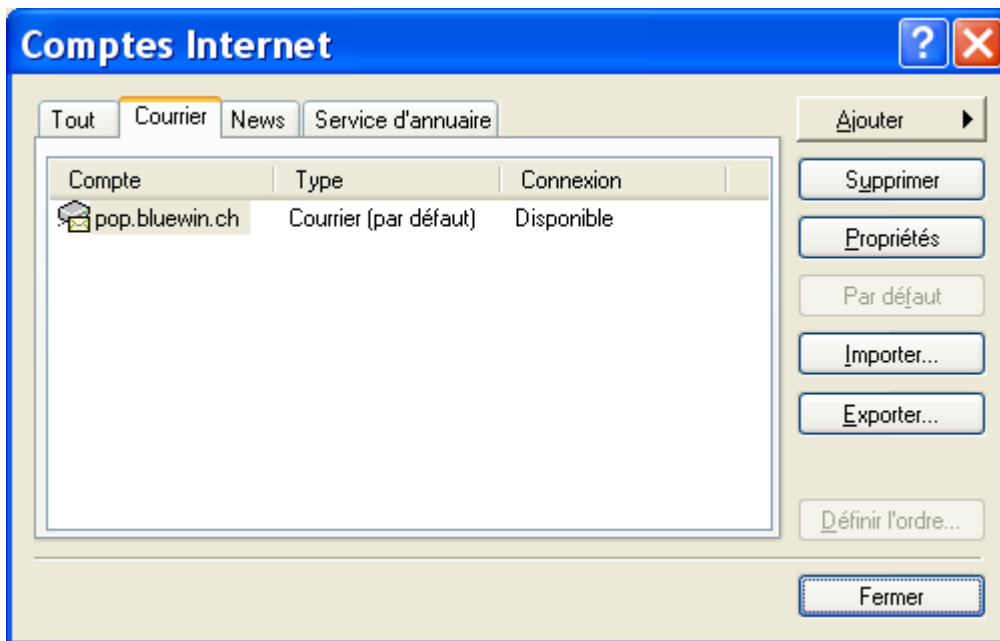 Comptes Internet
?
Tout Courrier News Service d'annuaire
Compte Type Connexion
pop.bluewin.ch Courrier (par défaut) Disponible
Ajouter
Supprimer
Propriétés
Par défaut
Importer...
Exporter...
Définir l'ordre...
Fermer